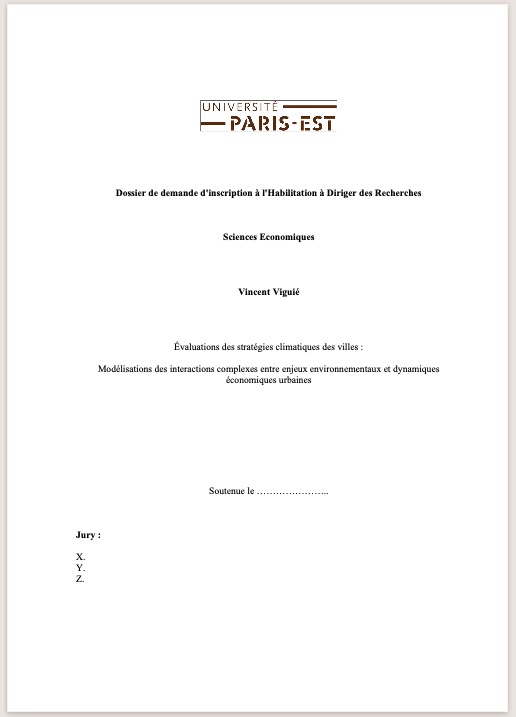 UNIVERSITÉ
PARIS-EST
Dossier de demande d'inscription à l'Habilitation à Diriger des Recherches
Sciences Economiques
Vincent Viguié
Évaluations des stratégies climatiques des villes :
Modélisations des interactions complexes entre enjeux environnementaux et dynamiques
économiques urbaines
Soutenue le …………………..
Jury :
X.
Y.
Z.